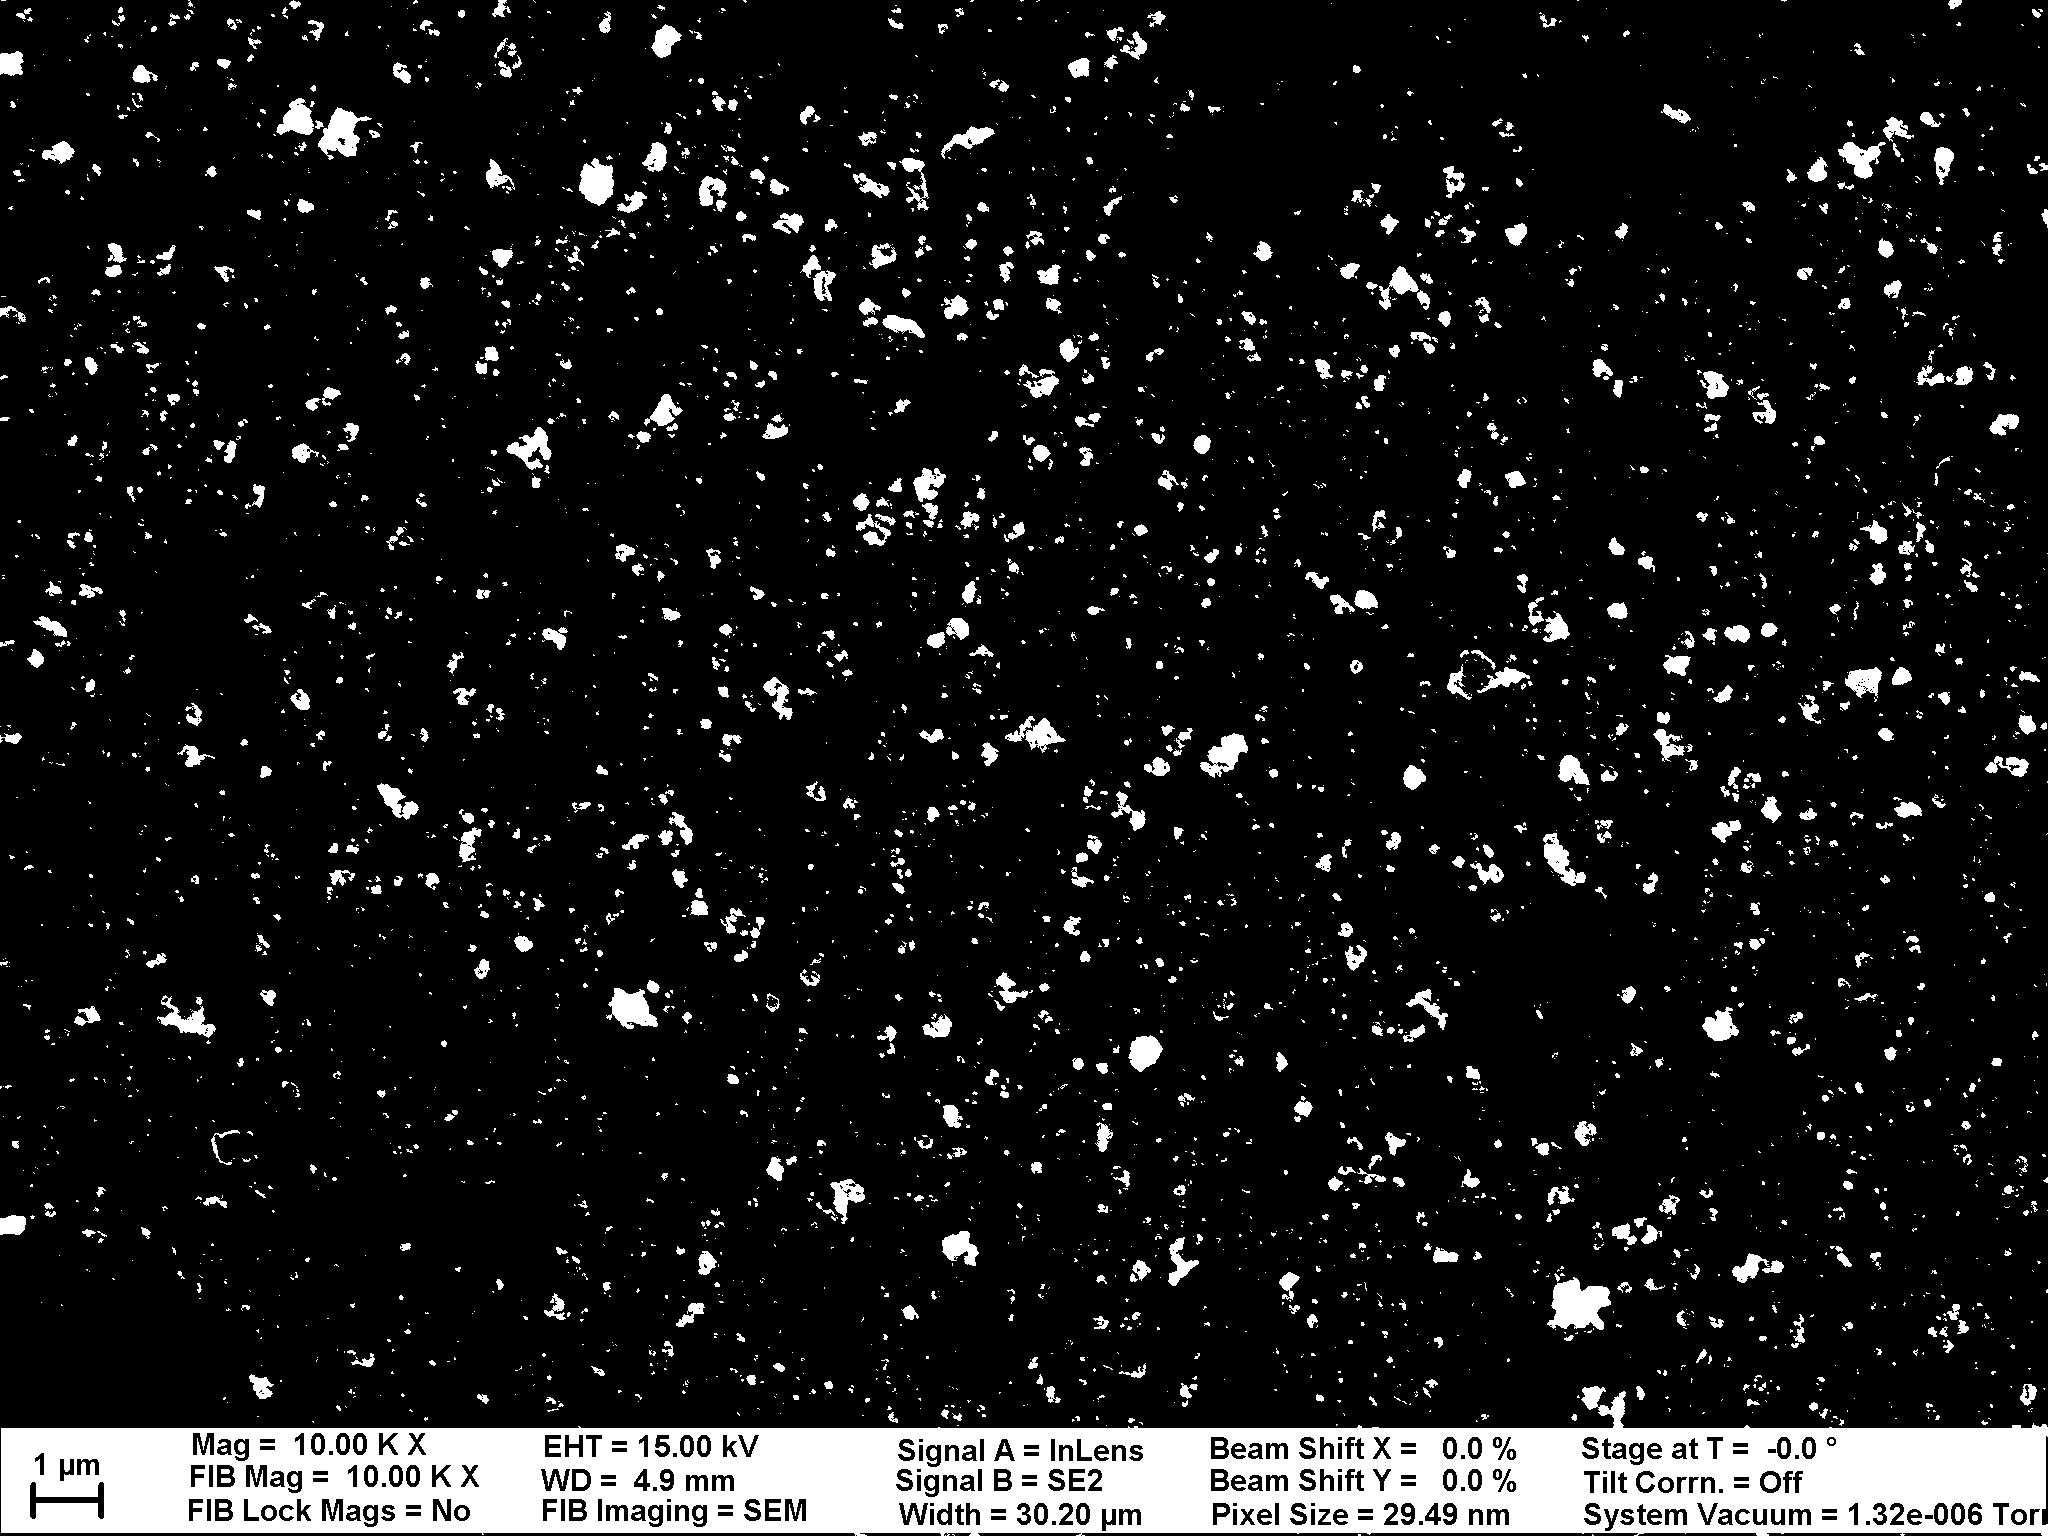 1 µm
Mag = 10.00 K X
FIB Mag = 10.00 K X
FIB Lock Mags = No
EHT = 15.00 kV
WD = 4.9 mm
FIB Imaging = SEM
Signal A = InLens
Signal B = SE2
Width = 30.20 µm
Beam Shift X = 0.0 %
Beam Shift Y = 0.0 %
Pixel Size = 29.49 nm
Stage at T = -0.0 °
Tilt Corrn. = Off
System Vacuum = 1.32e-006 Torr